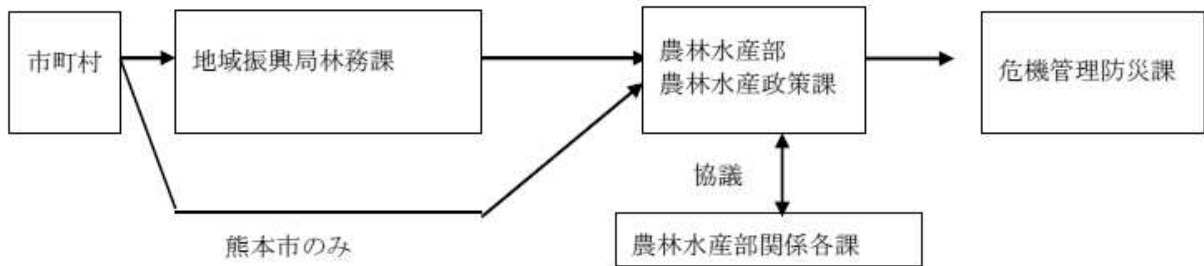 市町村
地域振興局林務課
農林水産部
農林水産政策課
危機管理防災課
協議
熊本市のみ
農林水産部関係各課